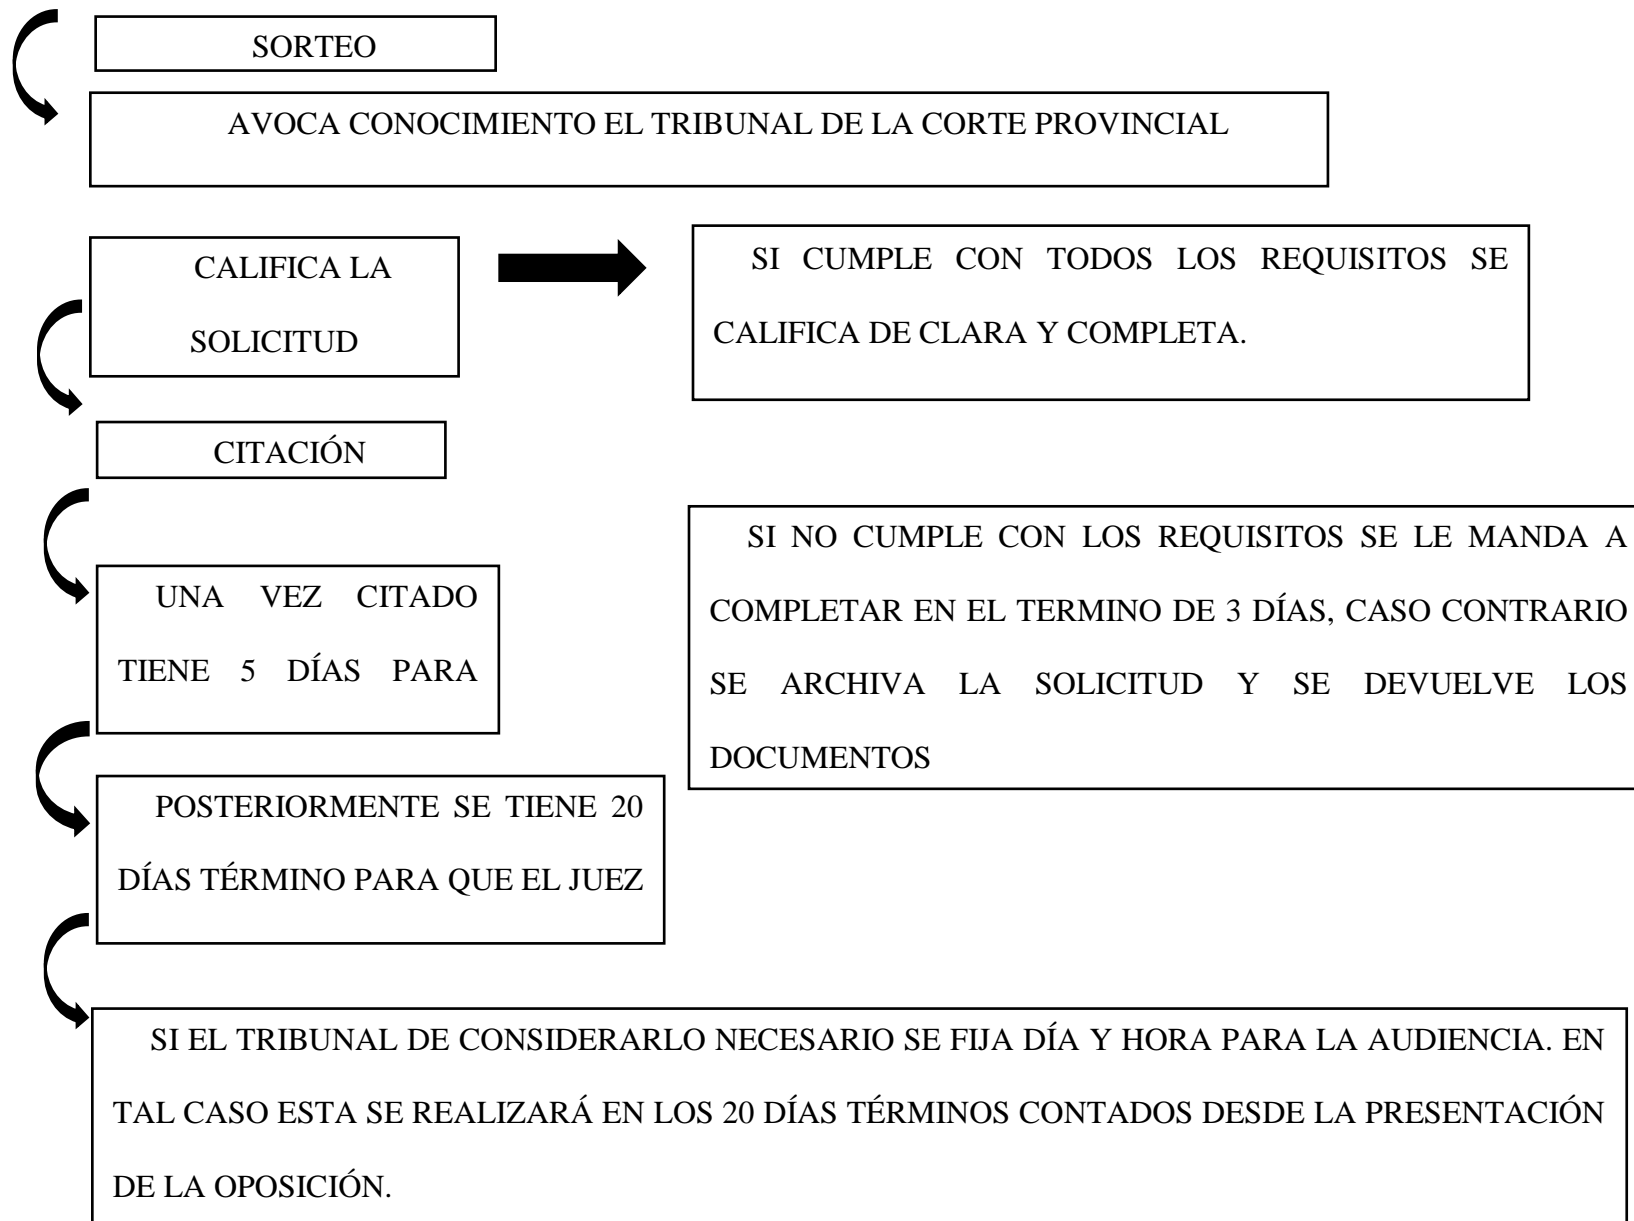 SORTEO
AVOCA CONOCIMIENTO EL TRIBUNAL DE LA CORTE PROVINCIAL
CALIFICA LA
SOLICITUD
SI CUMPLE CON TODOS LOS REQUISITOS SE
CALIFICA DE CLARA Y COMPLETA.
CITACIÓN
SI NO CUMPLE CON LOS REQUISITOS SE LE MANDA A
COMPLETAR EN EL TERMINO DE 3 DÍAS, CASO CONTRARIO
SE ARCHIVA LA SOLICITUD Y SE DEVUELVE LOS
DOCUMENTOS
UNA VEZ CITADO
TIENE 5 DÍAS PARA
POSTERIORMENTE SE TIENE 20
DÍAS TÉRMINO PARA QUE EL JUEZ
SI EL TRIBUNAL DE CONSIDERARLO NECESARIO SE FIJA DÍA Y HORA PARA LA AUDIENCIA. EN
TAL CASO ESTA SE REALIZARÁ EN LOS 20 DÍAS TÉRMINOS CONTADOS DESDE LA PRESENTACIÓN
DE LA OPOSICIÓN.